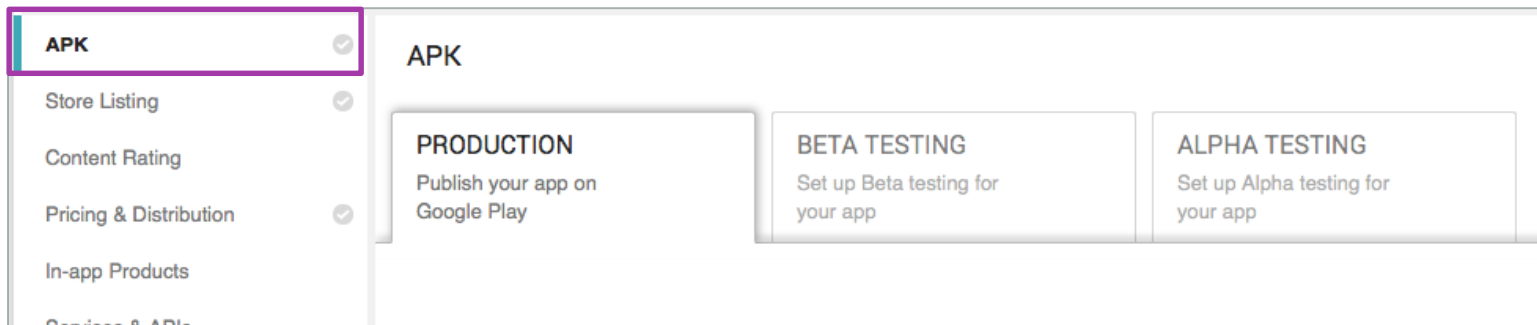 APK
Store Listing
Content Rating
Pricing & Distribution
In-app Products
APK
PRODUCTION
Publish your app on
Google Play
BETA TESTING
Set up Beta testing for
your app
ALPHA TESTING
Set up Alpha testing for
your app